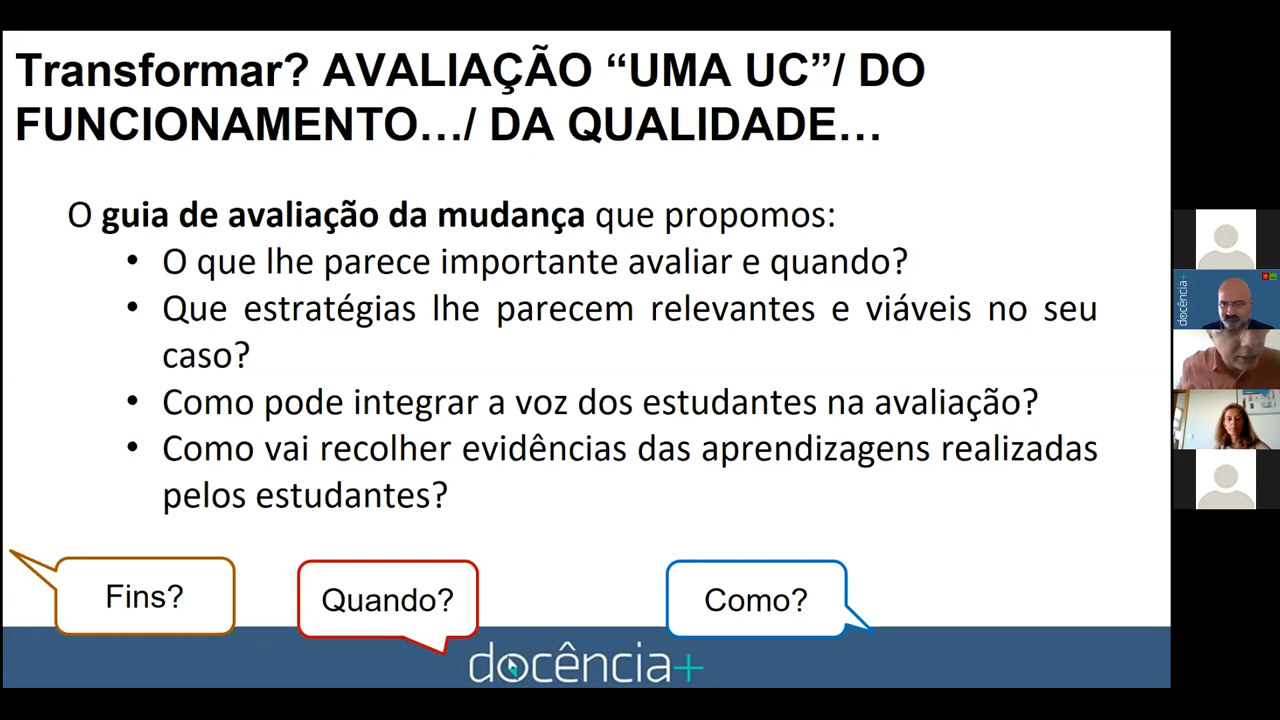 Transformar? AVALIAÇÃO “UMA UC”/ DO
FUNCIONAMENTO…/ DA QUALIDADE…
O guia de avaliação da mudança que propomos:
• O que lhe parece importante avaliar e quando?
• Que estratégias lhe parecem relevantes e viáveis no seu
caso?
• Como pode integrar a voz dos estudantes na avaliação?
• Como vai recolher evidências das aprendizagens realizadas
pelos estudantes?
Fins?
Quando?
Como?
docência+
docência+